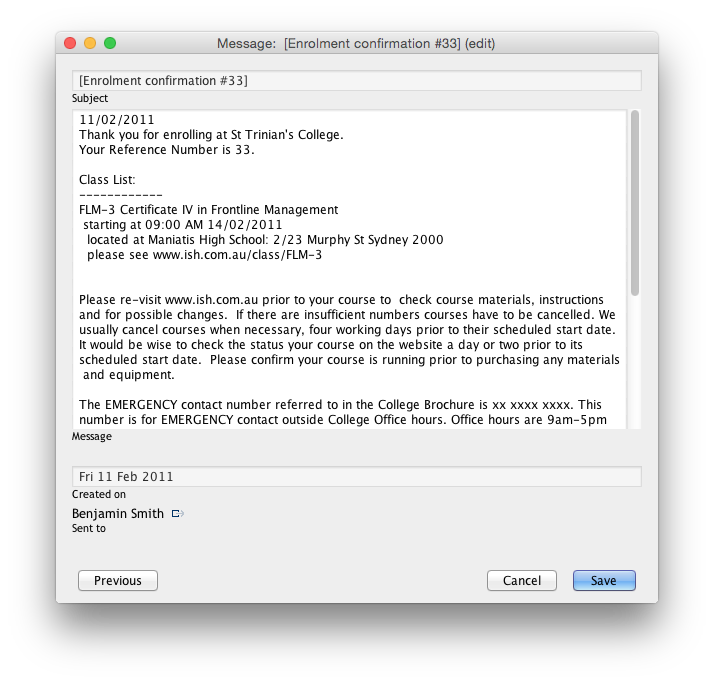 Message: [Enrolment confirmation #33] (edit)
[Enrolment confirmation #33]
Subject
11/02/2011
Thank you for enrolling at St Trinian's College.
Your Reference Number is 33.
Class List:
------------
FLM-3 Certificate IV in Frontline Management
starting at 09:00 AM 14/02/2011
located at Maniatis High School: 2/23 Murphy St Sydney 2000
please see www.ish.com.au/class/FLM-3
Please re-visit www.ish.com.au prior to your course to  check course materials, instructions
and for possible changes.  If there are insufficient numbers courses have to be cancelled. We
usually cancel courses when necessary, four working days prior to their scheduled start date.
It would be wise to check the status your course on the website a day or two prior to its
scheduled start date.  Please confirm your course is running prior to purchasing any materials
and equipment.
The EMERGENCY contact number referred to in the College Brochure is xx xxxx xxxx. This
number is for EMERGENCY contact outside College Office hours. Office hours are 9am-5pm
Message
Fri 11 Feb 2011
Created on
Benjamin Smith
Sent to
Previous
Cancel
Save